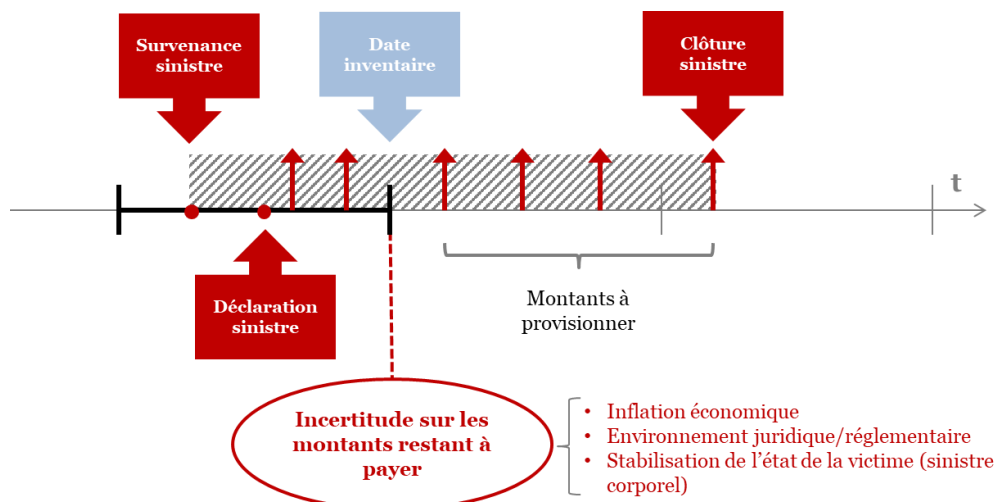 Survenance
sinistre
Date
inventaire
Clôture
sinistre
t
Déclaration
sinistre
Montants à
provisionner
Incertitude sur les
montants restant à
payer
• Inflation économique
• Environnement juridique/réglementaire
• Stabilisation de l’état de la victime (sinistre
corporel)